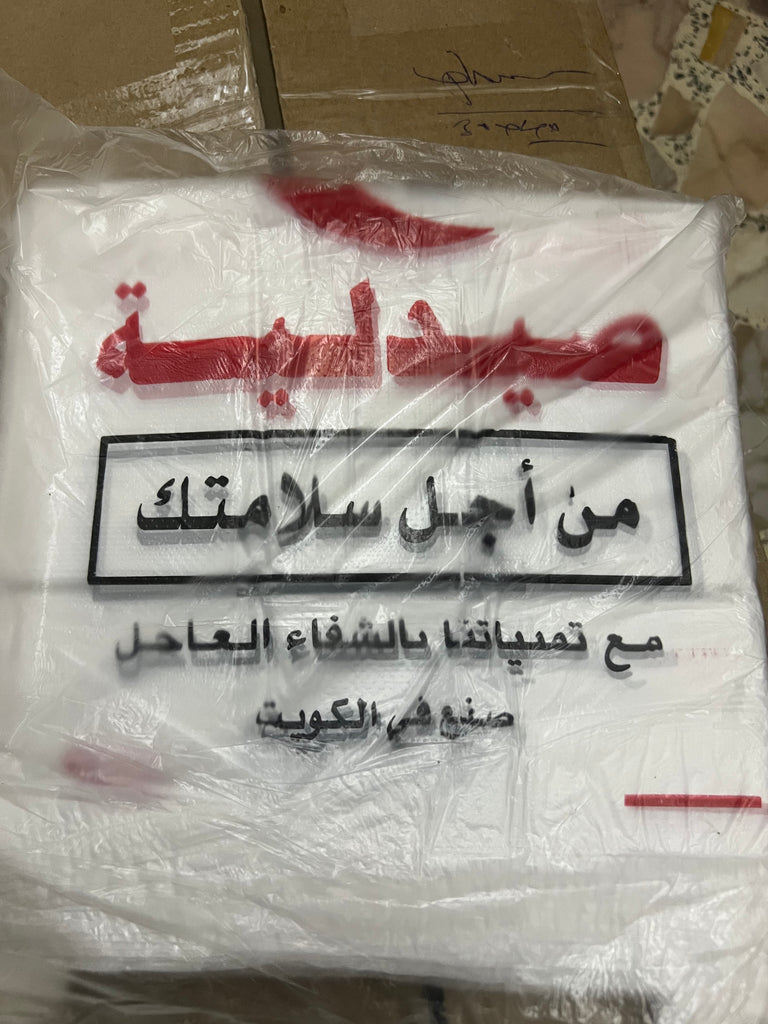 صيدلية
من أجل سلامتك
مع تمنياتنا بالشفاء العاجل
صنع في الكويت